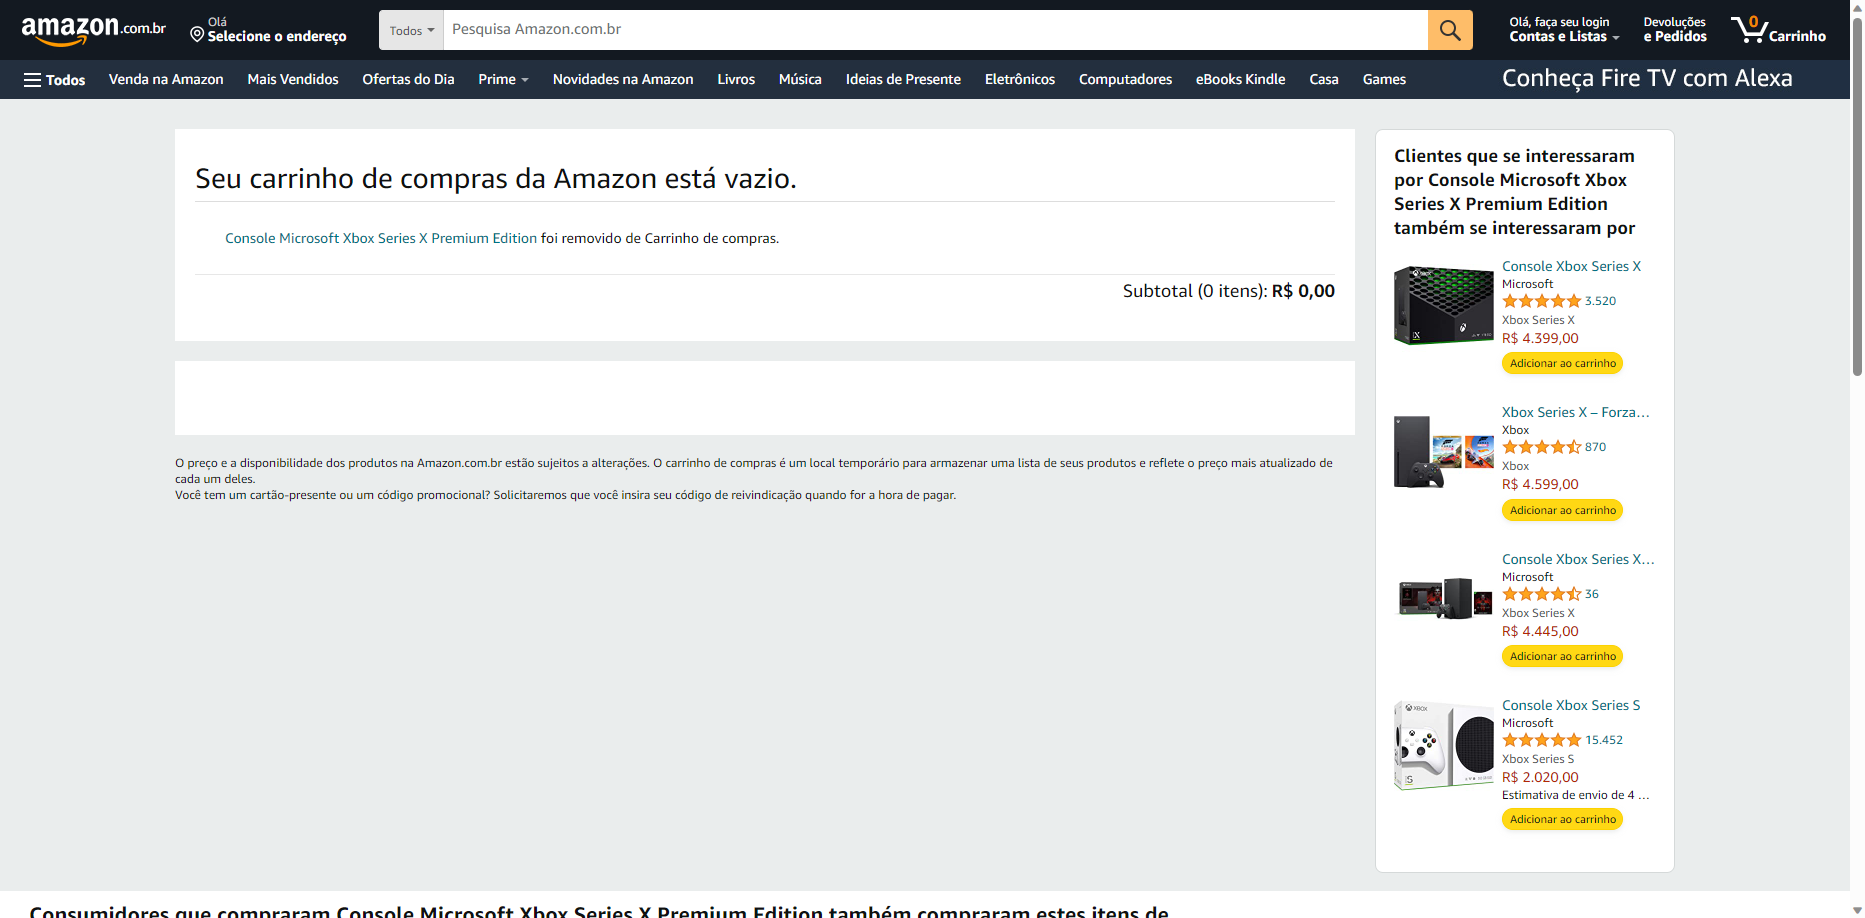 amazon.com.br
Olá
Selecione o endereço
Todos
Pesquisa Amazon.com.br
Olá, faça seu login
Contas e Listas
Devoluções
e Pedidos
0
Carrinho
Todos
Venda na Amazon
Mais Vendidos
Ofertas do Dia
Prime
Novidades na Amazon
Livros
Música
Ideias de Presente
Eletrônicos
Computadores
eBooks Kindle
Casa
Games
Conheça Fire TV com Alexa
Seu carrinho de compras da Amazon está vazio.
Console Microsoft Xbox Series X Premium Edition foi removido de Carrinho de compras.
Subtotal (0 itens): R$ 0,00
O preço e a disponibilidade dos produtos na Amazon.com.br estão sujeitos a alterações. O carrinho de compras é um local temporário para armazenar uma lista de seus produtos e reflete o preço mais atualizado de
cada um deles.
Você tem um cartão-presente ou um código promocional? Solicitaremos que você insira seu código de reivindicação quando for a hora de pagar.
Clientes que se interessaram
por Console Microsoft Xbox
Series X Premium Edition
também se interessaram por
Console Xbox Series X
Microsoft
3.520
Xbox Series X
R$ 4.399,00
Adicionar ao carrinho
Xbox Series X – Forza...
Xbox
870
Xbox
R$ 4.599,00
Adicionar ao carrinho
Console Xbox Series X...
Microsoft
36
Xbox Series X
R$ 4.445,00
Adicionar ao carrinho
XBOX
Console Xbox Series S
Microsoft
15.452
Xbox Series S
R$ 2.020,00
Estimativa de envio de 4 ...
Adicionar ao carrinho
Consumidores que compraram Console Microsoft Xbox Series X Premium Edition também compraram estes itens de